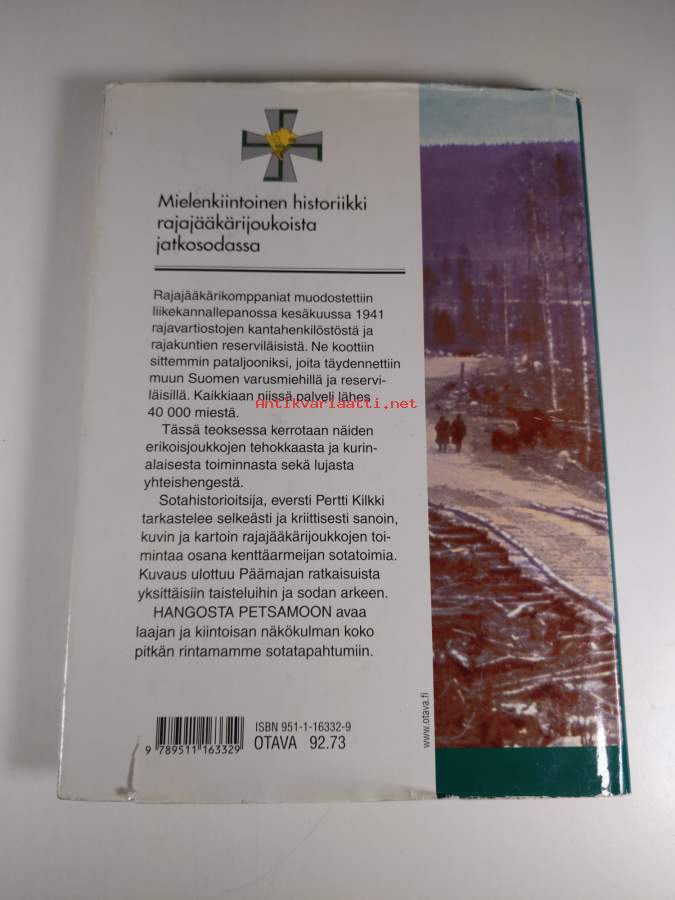 Mielenkiintoinen historiikki
rajajääkärijoukoista
jatkosodassa
Rajajääkärikomppaniat muodostettiin
liikekannallepanossa kesäkuussa 1941
rajavartiostojen kantahenkilöstöstä ja
rajakuntien reserviläisistä. Ne koottiin
sittemmin pataljooniksi, joita täydennettiin
muun Suomen varusmiehillä ja reservi-
läisillä. Kaikkiaan niissä palveli lähes
Antikvariaatti.net
40 000 miestä.
Tässä teoksessa kerrotaan näiden
erikoisjoukkojen tehokkaasta ja kurin-
alaisesta toiminnasta sekä lujasta
yhteishengestä.
Sotahistorioitsija, eversti Pertti Kilkki
tarkastelee selkeästi ja kriittisesti sanoin,
kuvin ja kartoin rajajääkärijoukkojen toi-
mintaa osana kenttäarmeijan sotatoimia.
Kuvaus ulottuu Päämajan ratkaisuista
yksittäisiin taisteluihin ja sodan arkeen.
HANGOSTA PETSAMOON avaa
laajan ja kiintoisan näkökulman koko
pitkän rintamamme sotatapahtumiin.
ISBN 951-1-16332-9
OTAVA 92.73
9 789511 163329
www.otava.fi